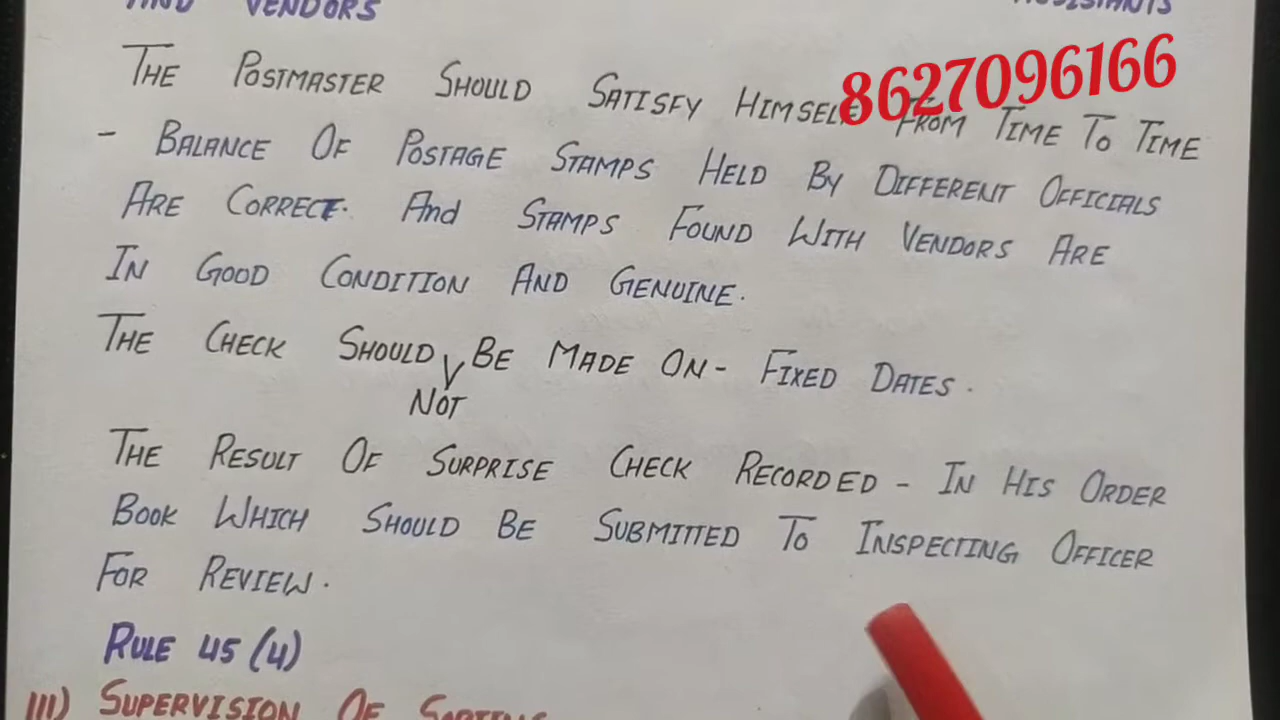 AND VENDORS ASSISTANTS
8627096166
THE POSTMASTER SHOULD SATISFY HIMSELF FROM TIME TO TIME
- BALANCE OF POSTAGE STAMPS HELD BY DIFFERENT OFFICIALS
ARE CORRECT. And STAMPS FOUND WITH VENDORS ARE
IN GOOD CONDITION AND GENUINE.
THE CHECK SHOULD NOT BE MADE ON - FIXED DATES.
THE RESULT OF SURPRISE CHECK RECORDED - IN HIS ORDER
BOOK WHICH SHOULD BE SUBMITTED TO INSPECTING OFFICER
FOR REVIEW.
RULE 45 (4)
III) SUPERVISION OF